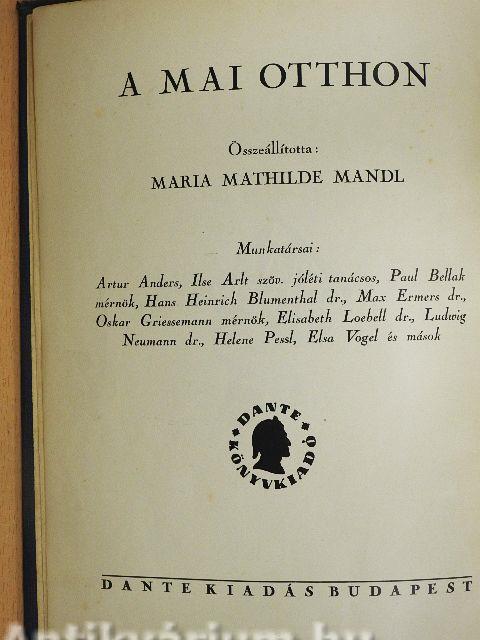 A MAI OTTHON
Összeállította:
MARIA MATHILDE MANDL
Munkatársai:
Artur Anders, Ilse Arlt szöv. jóléti tanácsos, Paul Bellak
mérnök, Hans Heinrich Blumenthal dr., Max Ermers dr.,
Oskar Griessemann mérnök, Elisabeth Loebell dr., Ludwig
Neumann dr., Helene Pessl, Elsa Vogel és mások
DANTE
KÖNYVKIADÓ
DANTE KIADÁS BUDAPEST
Antikvárium.hu